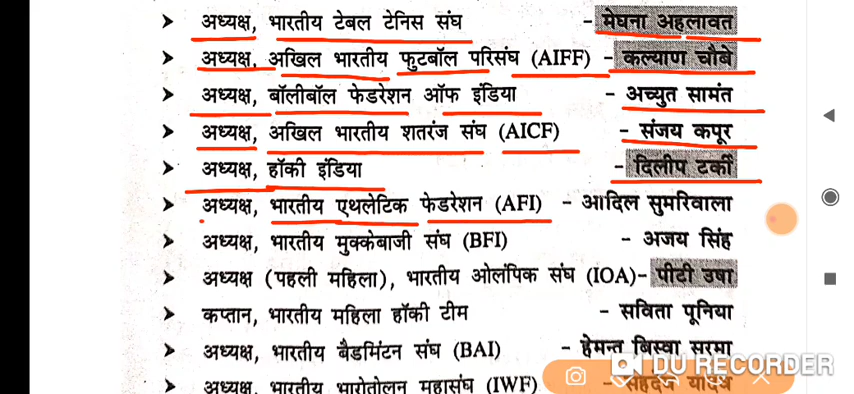 ➤ अध्यक्ष, भारतीय टेबल टेनिस संघ - मेघना अहलावत
➤ अध्यक्ष, अखिल भारतीय फुटबॉल परिसंघ (AIFF) - कल्याण चौबे
➤ अध्यक्ष, बॉलीबॉल फेडरेशन ऑफ इंडिया - अच्युत सामंत
➤ अध्यक्ष, अखिल भारतीय शतरंज संघ (AICF) - संजय कपूर
➤ अध्यक्ष, हॉकी इंडिया - दिलीप टर्की
➤ अध्यक्ष, भारतीय एथलेटिक फेडरेशन (AFI) - आदिल सुमरिवाला
➤ अध्यक्ष, भारतीय मुक्केबाजी संघ (BFI) - अजय सिंह
➤ अध्यक्ष (पहली महिला), भारतीय ओलंपिक संघ (IOA)- पीटी उषा
➤ कप्तान, भारतीय महिला हॉकी टीम - सविता पूनिया
➤ अध्यक्ष, भारतीय बैडमिंटन संघ (BAI) - हेमन्त बिस्वा सरमा
DU RECORDER
➤ अध्यक्ष, भारतीय भारोतोलन महासंघ (IWF) - सहदेव यादव